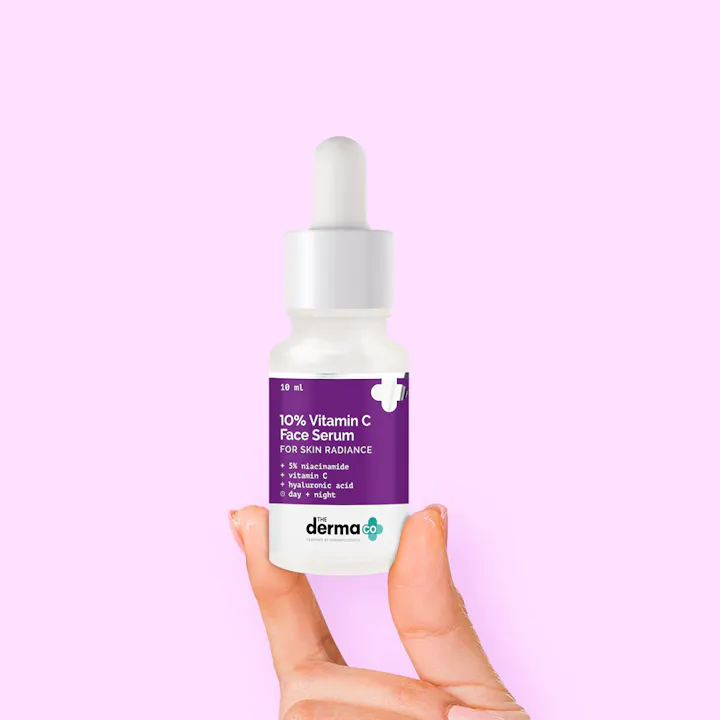 10 ml
10% Vitamin C
Face Serum
FOR SKIN RADIANCE
+ 5% niacinamide
+ vitamin C
+ hyaluronic acid
day + night
THE
derma co